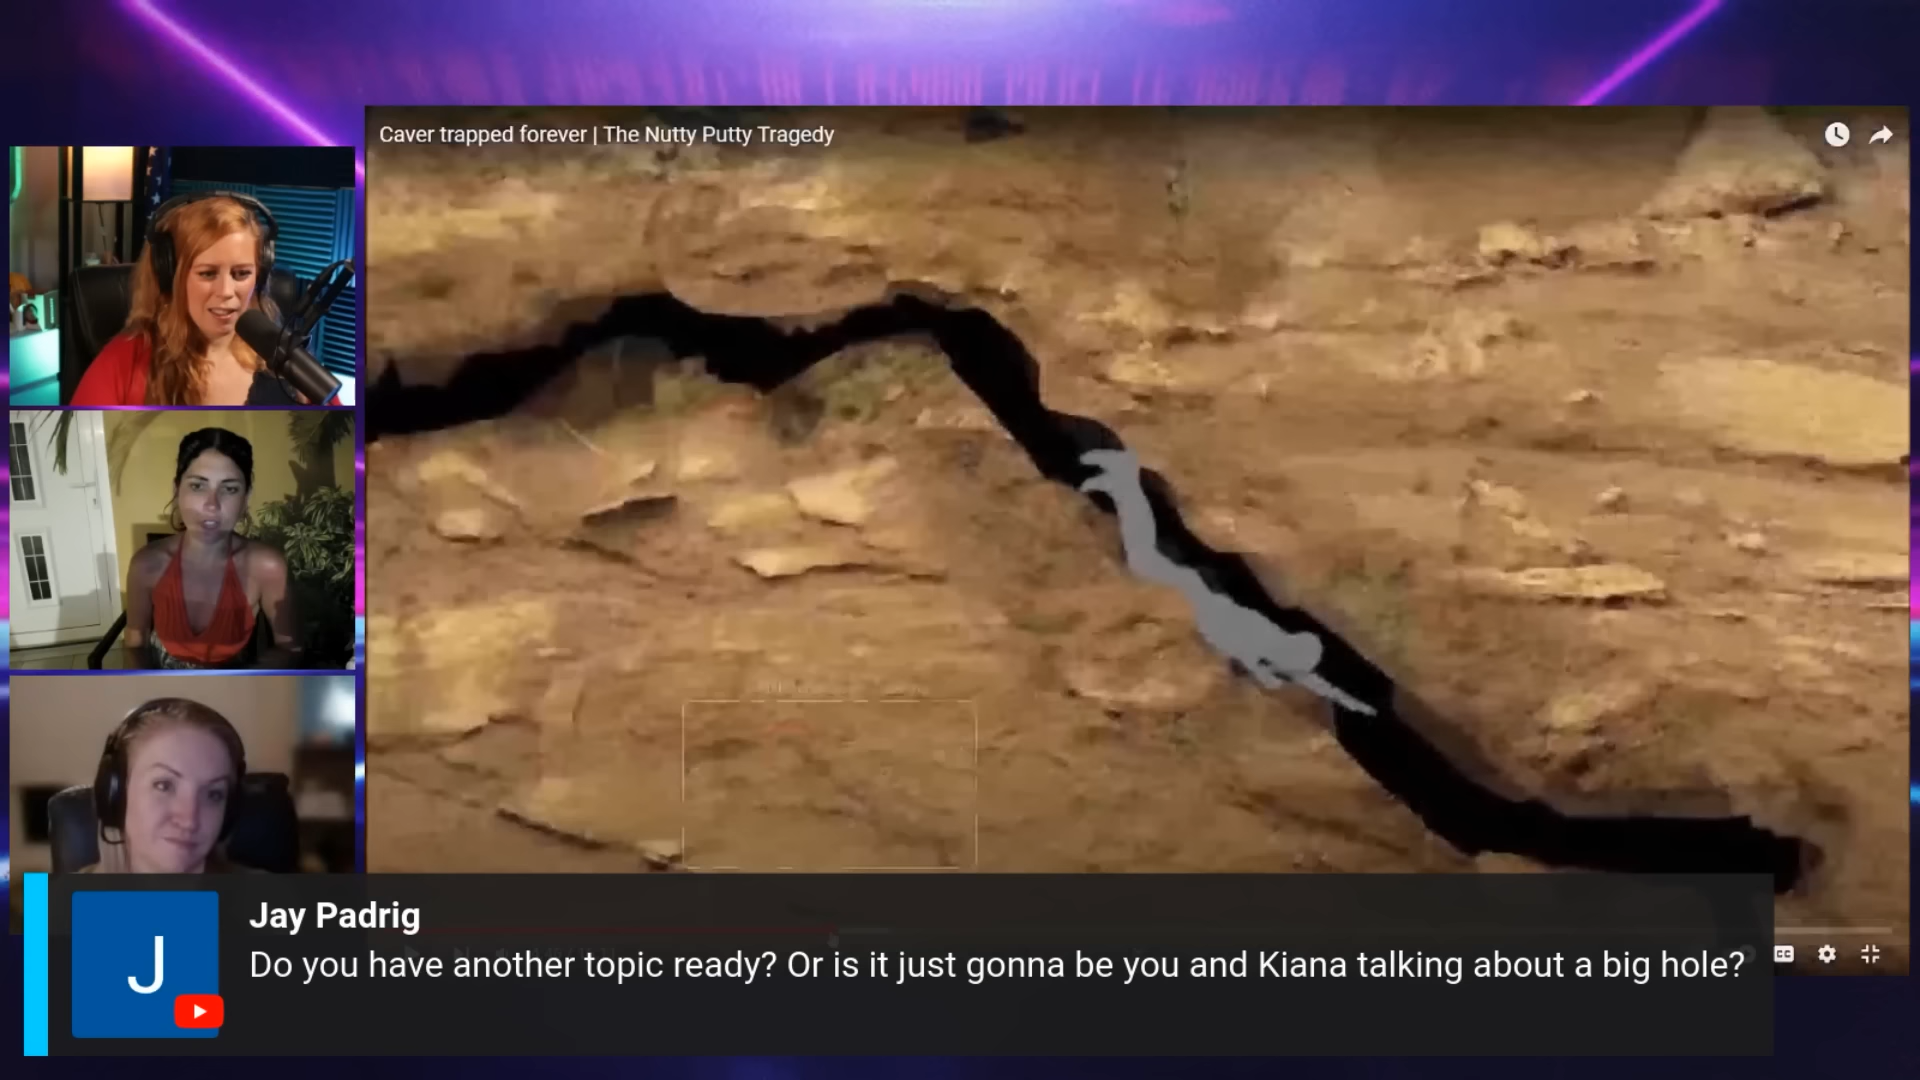 Caver trapped forever | The Nutty Putty Tragedy
J
Jay Padrig
Do you have another topic ready? Or is it just gonna be you and Kiana talking about a big hole?
CC